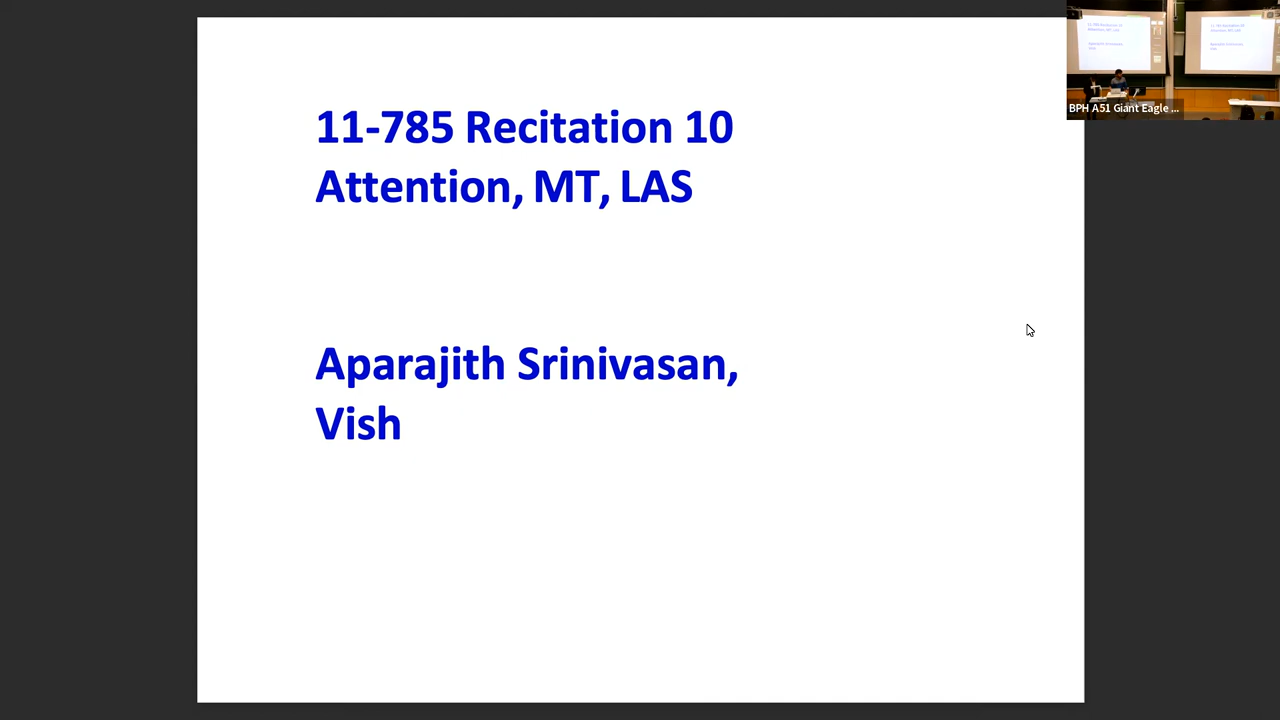 11-785 Recitation 10
Attention, MT, LAS
Aparajith Srinivasan,
Vish
BPH A51 Giant Eagle ...